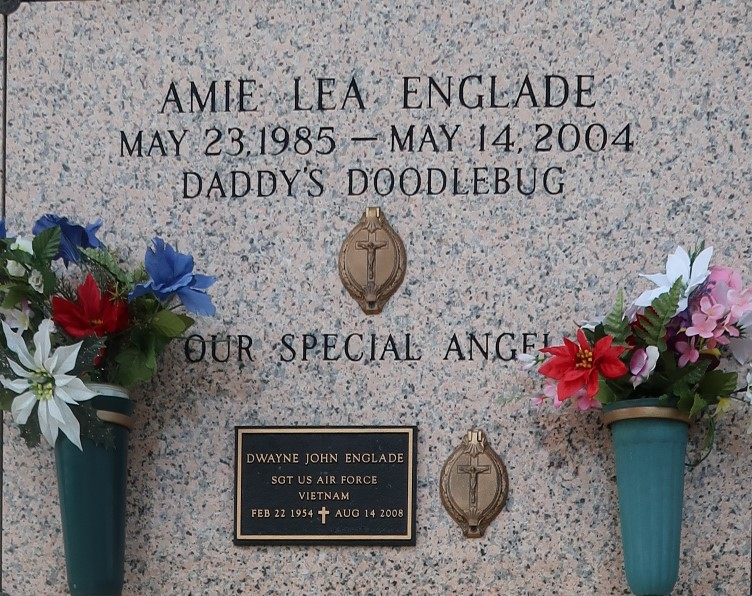 AMIE LEA ENGLADE
MAY 23, 1985 — MAY 14, 2004
DADDY'S DOODLEBUG
OUR SPECIAL ANGEL
DWAYNE JOHN ENGLADE
SGT US AIR FORCE
VIETNAM
FEB 22 1954 ✝ AUG 14 2008